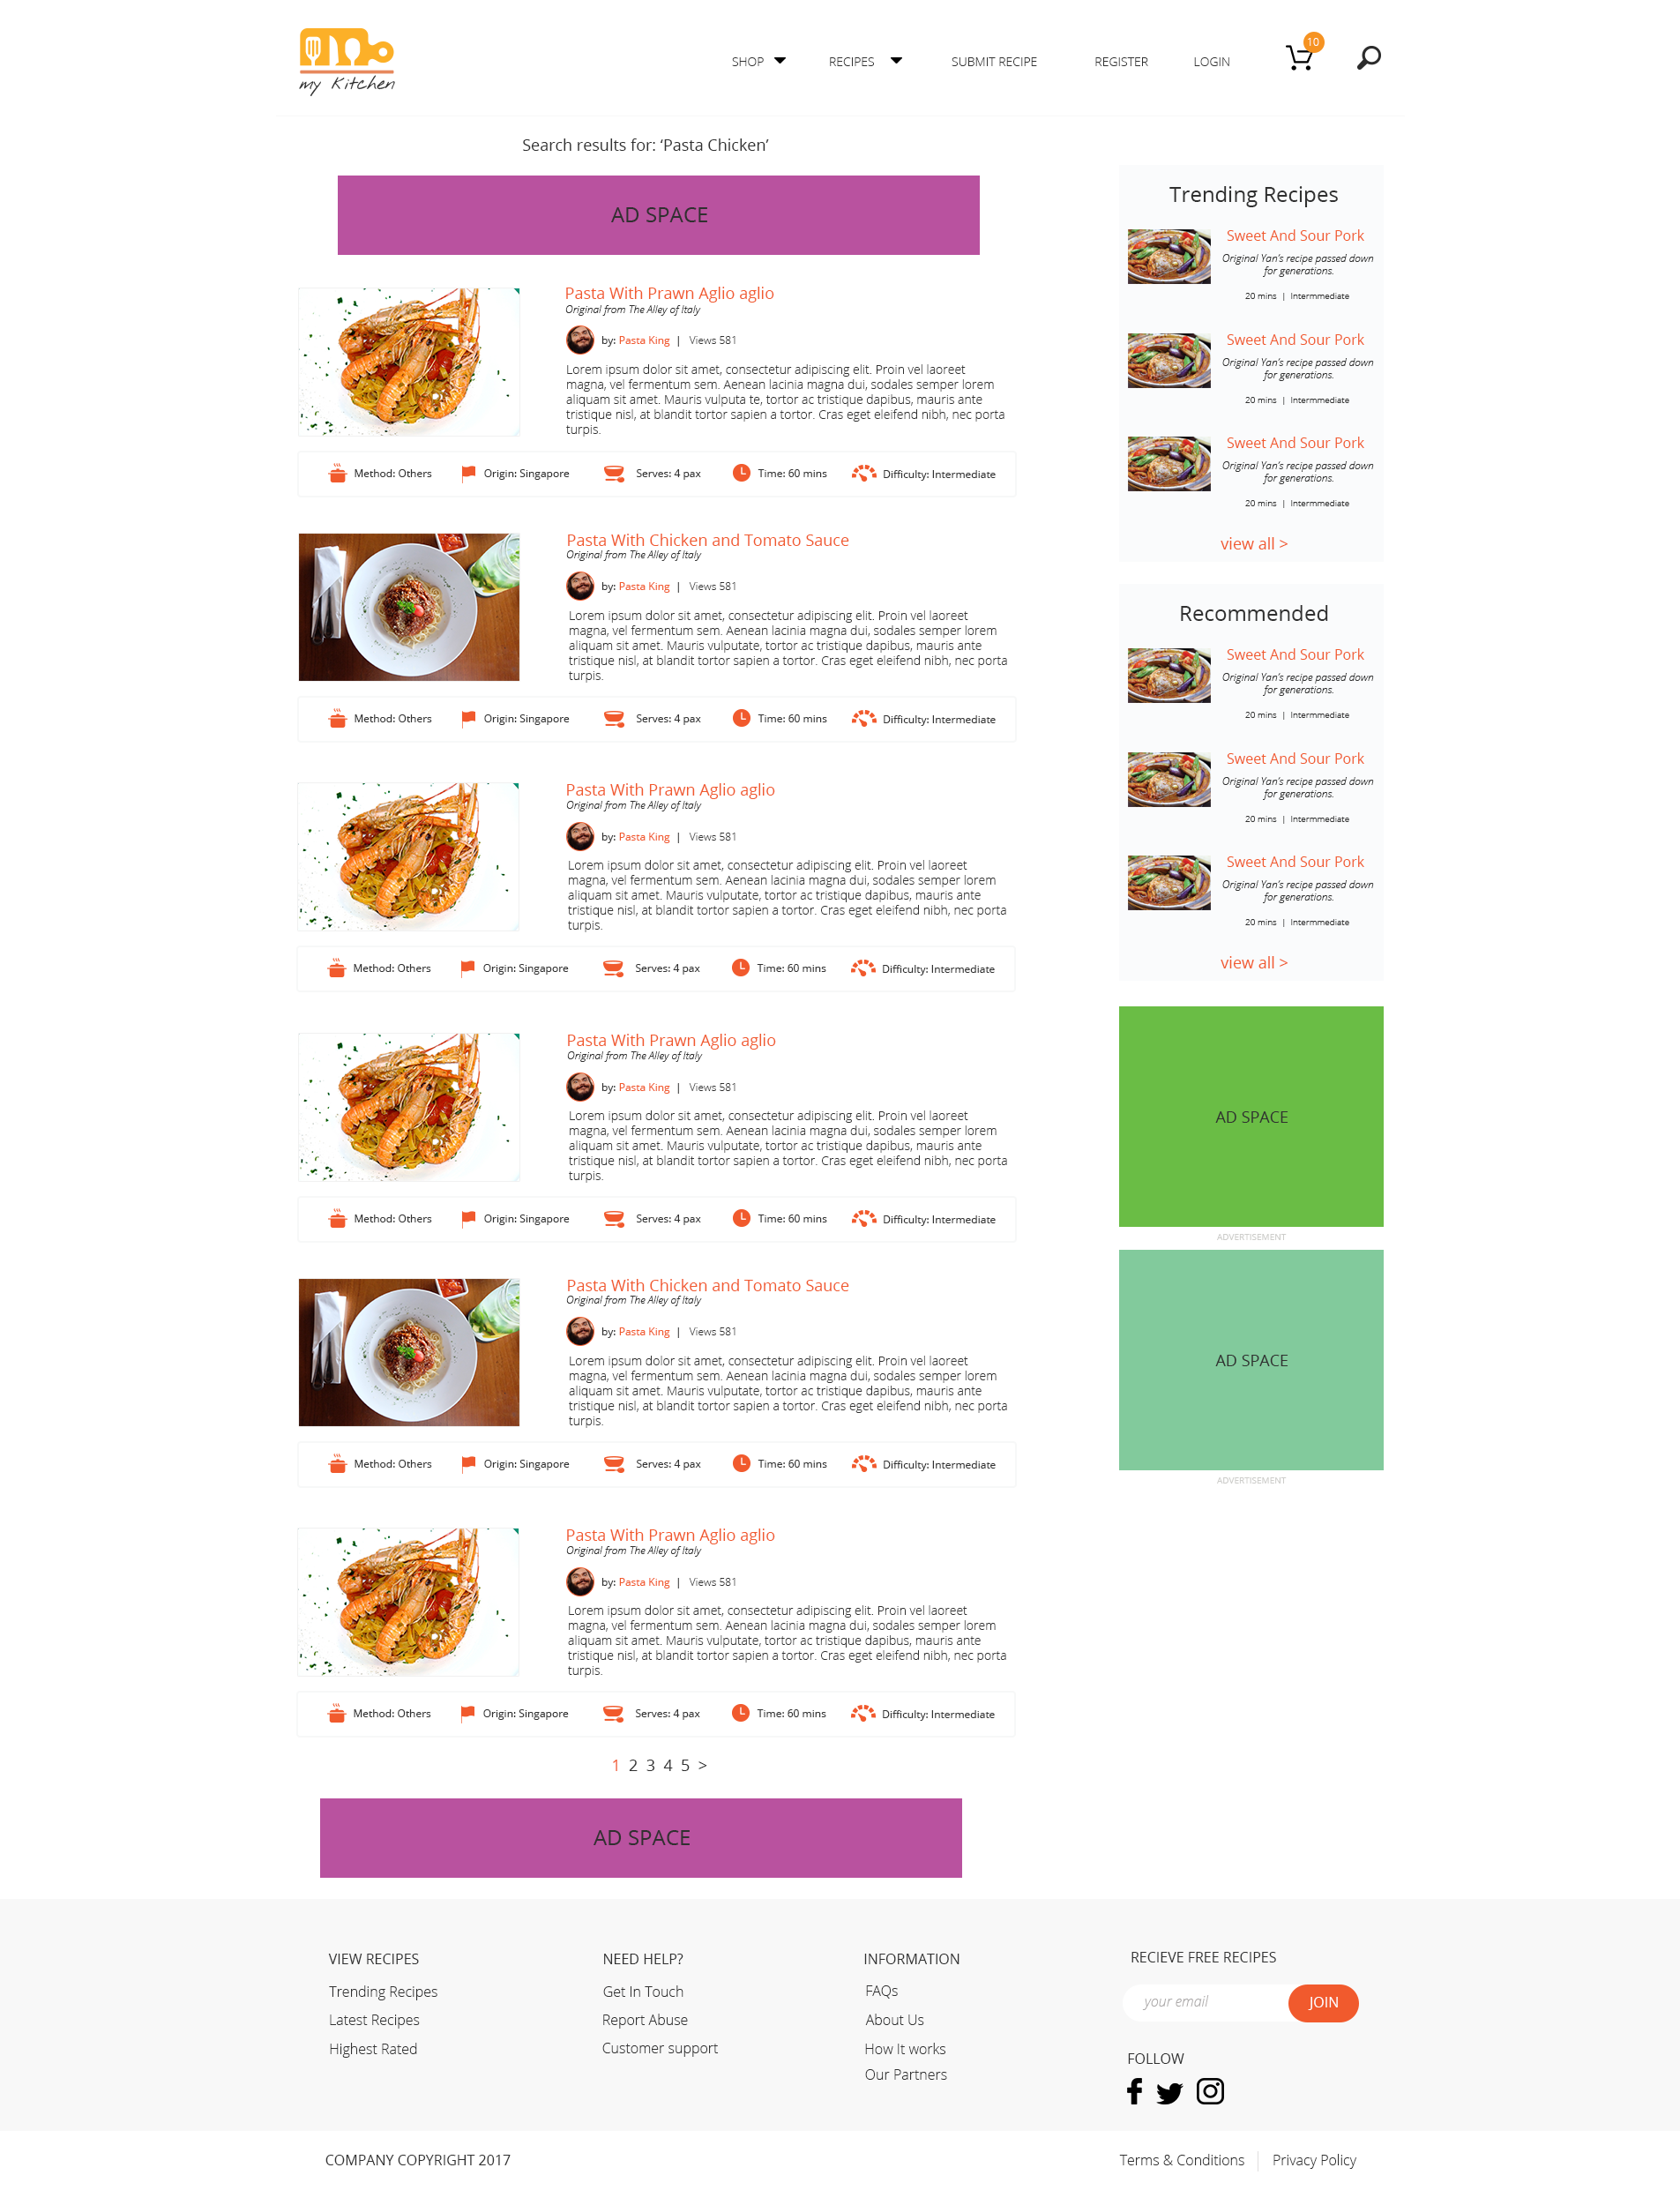 my Kitchen
SHOP
RECIPES
SUBMIT RECIPE
REGISTER
LOGIN
10
Search results for: ‘Pasta Chicken’
AD SPACE
Pasta With Prawn Aglio aglio
Original from The Alley of Italy
by: Pasta King | Views 581
Lorem ipsum dolor sit amet, consectetur adipiscing elit. Proin vel laoreet
magna, vel fermentum sem. Aenean lacinia magna dui, sodales semper lorem
aliquam sit amet. Mauris vulputa te, tortor ac tristique dapibus, mauris ante
tristique nisl, at blandit tortor sapien a tortor. Cras eget eleifend nibh, nec porta
turpis.
Method: Others
Origin: Singapore
Serves: 4 pax
Time: 60 mins
Difficulty: Intermediate
Pasta With Chicken and Tomato Sauce
Original from The Alley of Italy
by: Pasta King | Views 581
Lorem ipsum dolor sit amet, consectetur adipiscing elit. Proin vel laoreet
magna, vel fermentum sem. Aenean lacinia magna dui, sodales semper lorem
aliquam sit amet. Mauris vulputate, tortor ac tristique dapibus, mauris ante
tristique nisl, at blandit tortor sapien a tortor. Cras eget eleifend nibh, nec porta
turpis.
Method: Others
Origin: Singapore
Serves: 4 pax
Time: 60 mins
Difficulty: Intermediate
Pasta With Prawn Aglio aglio
Original from The Alley of Italy
by: Pasta King | Views 581
Lorem ipsum dolor sit amet, consectetur adipiscing elit. Proin vel laoreet
magna, vel fermentum sem. Aenean lacinia magna dui, sodales semper lorem
aliquam sit amet. Mauris vulputate, tortor ac tristique dapibus, mauris ante
tristique nisl, at blandit tortor sapien a tortor. Cras eget eleifend nibh, nec porta
turpis.
Method: Others
Origin: Singapore
Serves: 4 pax
Time: 60 mins
Difficulty: Intermediate
Pasta With Prawn Aglio aglio
Original from The Alley of Italy
by: Pasta King | Views 581
Lorem ipsum dolor sit amet, consectetur adipiscing elit. Proin vel laoreet
magna, vel fermentum sem. Aenean lacinia magna dui, sodales semper lorem
aliquam sit amet. Mauris vulputate, tortor ac tristique dapibus, mauris ante
tristique nisl, at blandit tortor sapien a tortor. Cras eget eleifend nibh, nec porta
turpis.
Method: Others
Origin: Singapore
Serves: 4 pax
Time: 60 mins
Difficulty: Intermediate
Pasta With Chicken and Tomato Sauce
Original from The Alley of Italy
by: Pasta King | Views 581
Lorem ipsum dolor sit amet, consectetur adipiscing elit. Proin vel laoreet
magna, vel fermentum sem. Aenean lacinia magna dui, sodales semper lorem
aliquam sit amet. Mauris vulputate, tortor ac tristique dapibus, mauris ante
tristique nisl, at blandit tortor sapien a tortor. Cras eget eleifend nibh, nec porta
turpis.
Method: Others
Origin: Singapore
Serves: 4 pax
Time: 60 mins
Difficulty: Intermediate
Pasta With Prawn Aglio aglio
Original from The Alley of Italy
by: Pasta King | Views 581
Lorem ipsum dolor sit amet, consectetur adipiscing elit. Proin vel laoreet
magna, vel fermentum sem. Aenean lacinia magna dui, sodales semper lorem
aliquam sit amet. Mauris vulputate, tortor ac tristique dapibus, mauris ante
tristique nisl, at blandit tortor sapien a tortor. Cras eget eleifend nibh, nec porta
turpis.
Method: Others
Origin: Singapore
Serves: 4 pax
Time: 60 mins
Difficulty: Intermediate
1 2 3 4 5 >
AD SPACE
Trending Recipes
Sweet And Sour Pork
Original Yan's recipe passed down
for generations.
20 mins | Intermmediate
Sweet And Sour Pork
Original Yan's recipe passed down
for generations.
20 mins | Intermmediate
Sweet And Sour Pork
Original Yan's recipe passed down
for generations.
20 mins | Intermmediate
view all >
Recommended
Sweet And Sour Pork
Original Yan's recipe passed down
for generations.
20 mins | Intermmediate
Sweet And Sour Pork
Original Yan's recipe passed down
for generations.
20 mins | Intermmediate
Sweet And Sour Pork
Original Yan's recipe passed down
for generations.
20 mins | Intermmediate
view all >
AD SPACE
ADVERTISEMENT
AD SPACE
ADVERTISEMENT
VIEW RECIPES
Trending Recipes
Latest Recipes
Highest Rated
NEED HELP?
Get In Touch
Report Abuse
Customer support
INFORMATION
FAQs
About Us
How It works
Our Partners
RECIEVE FREE RECIPES
your email
JOIN
FOLLOW
COMPANY COPYRIGHT 2017
Terms & Conditions
Privacy Policy